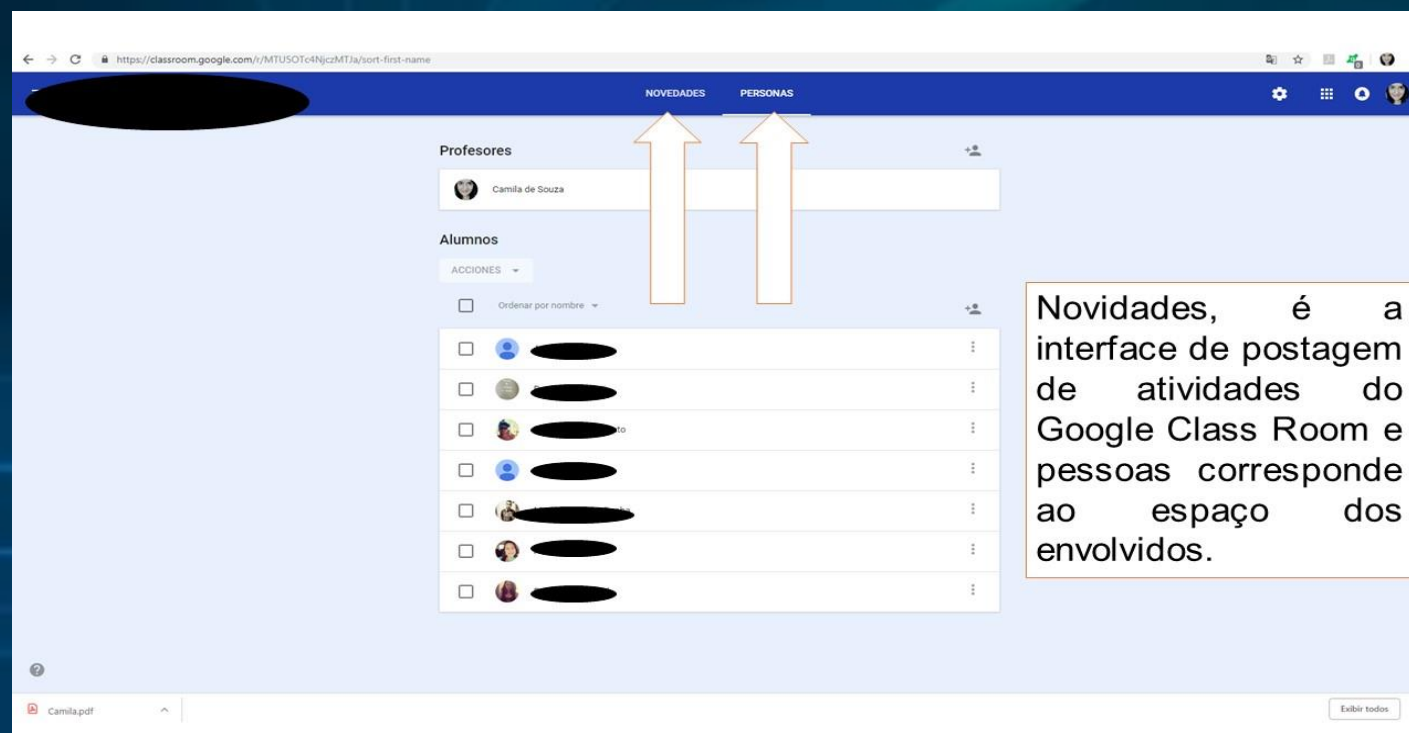 https://classroom.google.com/r/MTU5OTc4NjczMTJa/sort-first-name
NOVEDADES PERSONAS
Profesores
Camila de Souza
Alumnos
ACCIONES
Ordenar por nombre
Novidades, é a
interface de postagem
de atividades do
Google Class Room e
pessoas corresponde
ao espaço dos
envolvidos.
Camila.pdf
Exibir todos